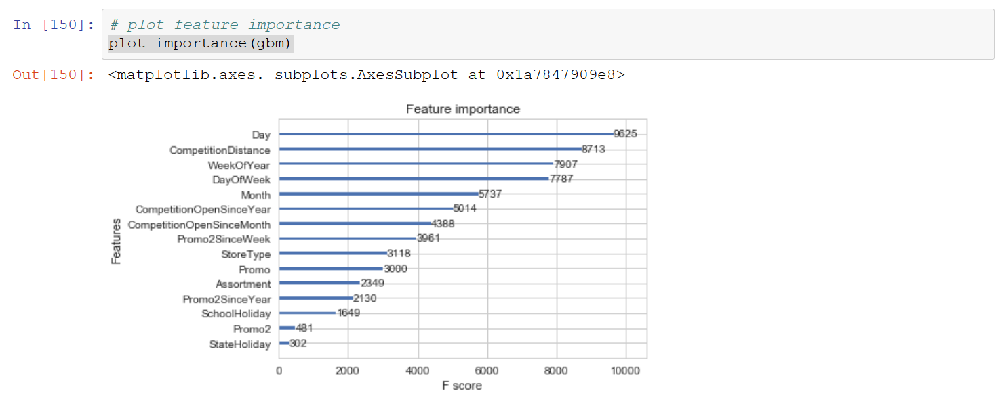 In [150]: # plot feature importance
plot_importance(gbm)
Out[150]: <matplotlib.axes._subplots.AxesSubplot at 0x1a7847909e8>
Feature importance
Day 9625
CompetitionDistance 8713
WeekOfYear 7907
DayOfWeek 7787
Month 5737
CompetitionOpenSinceYear 5014
CompetitionOpenSinceMonth 4388
Promo2SinceWeek 3961
StoreType 3118
Promo 3000
Assortment 2349
Promo2SinceYear 2130
SchoolHoliday 1649
Promo2 481
StateHoliday 302
Features
0 2000 4000 6000 8000 10000
F score